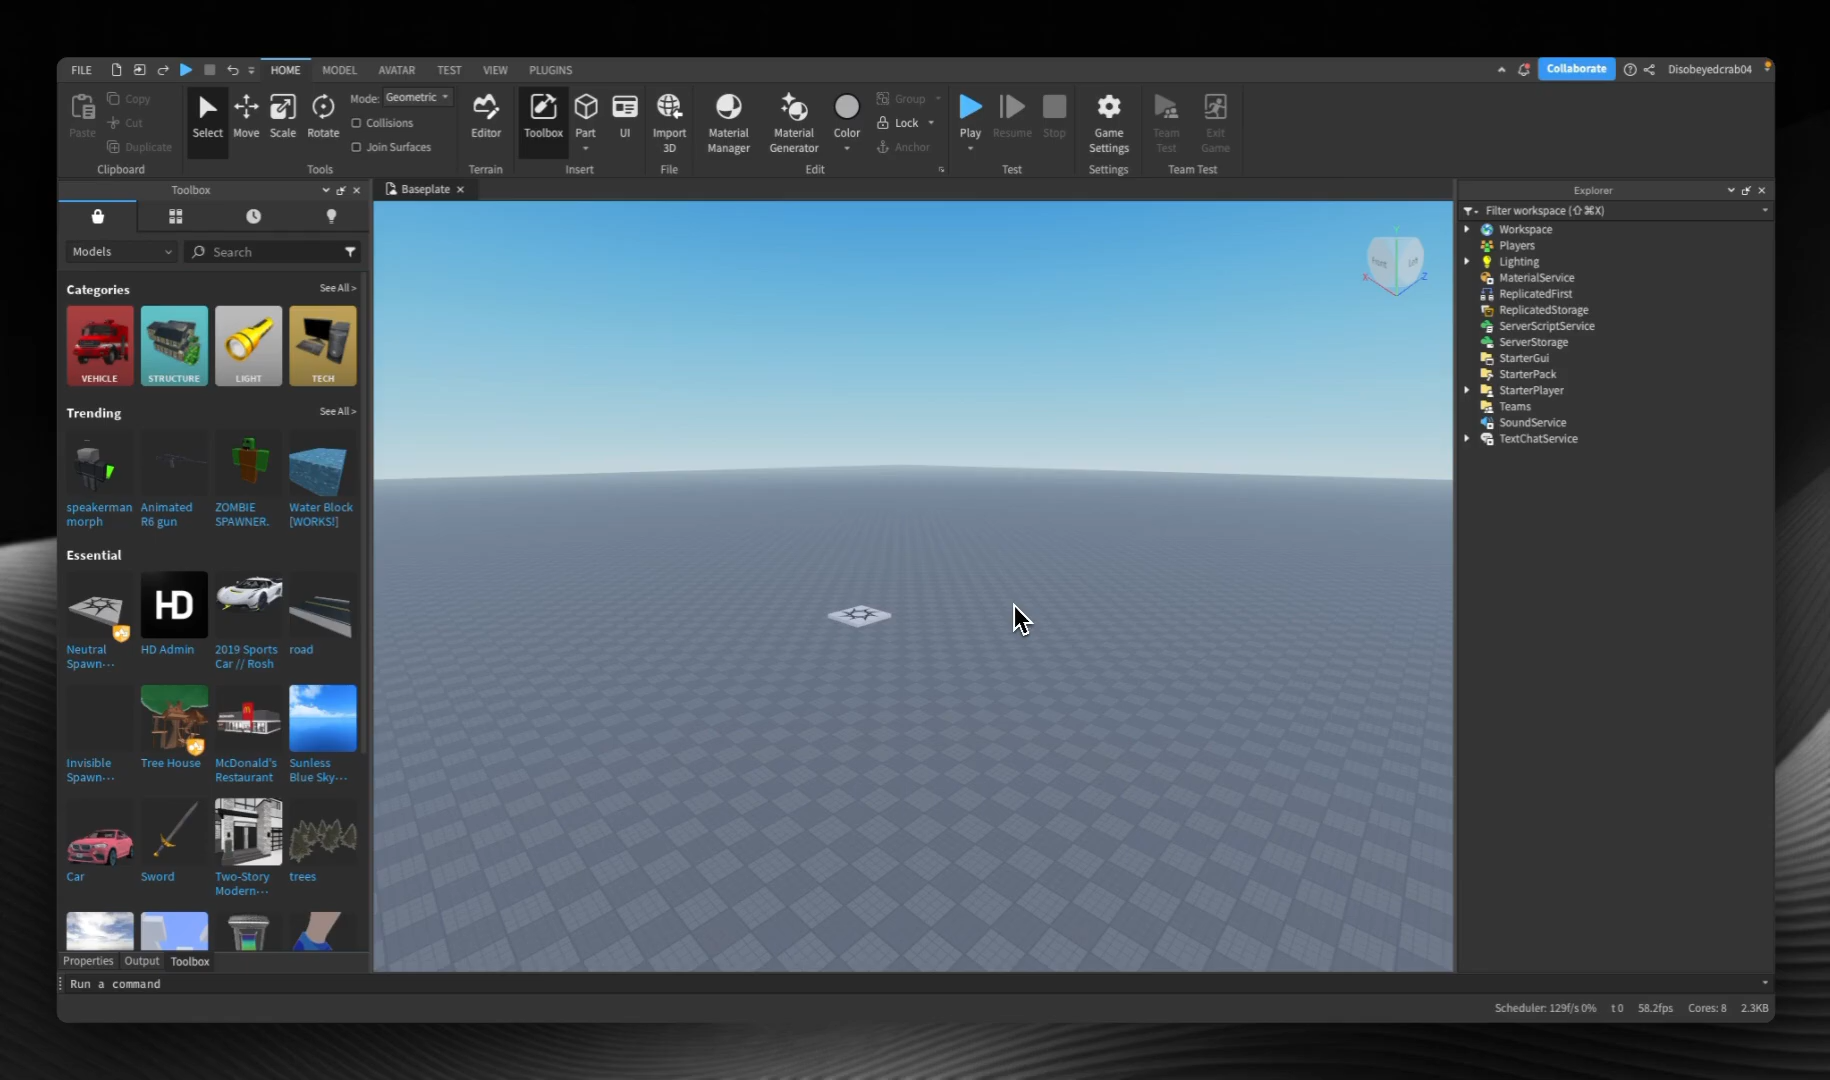 FILE HOME MODEL AVATAR TEST VIEW PLUGINS Collaborate Disobeyedcrab04
Paste
Copy
Cut
Duplicate
Clipboard
Select Move Scale Rotate
Mode: Geometric
Collisions
Join Surfaces
Tools
Editor
Terrain
Toolbox Part UI
Insert
Import
3D
File
Material
Manager
Material
Generator
Color
Group
Lock
Anchor
Edit
Play Resume Stop
Test
Game
Settings
Settings
Team
Test
Exit
Game
Team Test
Toolbox
Models
Search
Categories See All >
VEHICLE STRUCTURE LIGHT TECH
Trending See All >
speakerman
morph
Animated
R6 gun
ZOMBIE
SPAWNER.
Water Block
[WORKS!]
Essential
HD
Neutral
Spawn···
HD Admin
2019 Sports
Car // Rosh
road
Invisible
Spawn···
Tree House
McDonald's
Restaurant
Sunless
Blue Sky···
Car
Sword
Two-Story
Modern···
trees
Properties Output Toolbox
Baseplate
Y
Front Left
X Z
Explorer
Filter workspace (⇧⌘X)
Workspace
Players
Lighting
MaterialService
ReplicatedFirst
ReplicatedStorage
ServerScriptService
ServerStorage
StarterGui
StarterPack
StarterPlayer
Teams
SoundService
TextChatService
Run a command
Scheduler: 129f/s 0% t 0 58.2fps Cores: 8 2.3KB